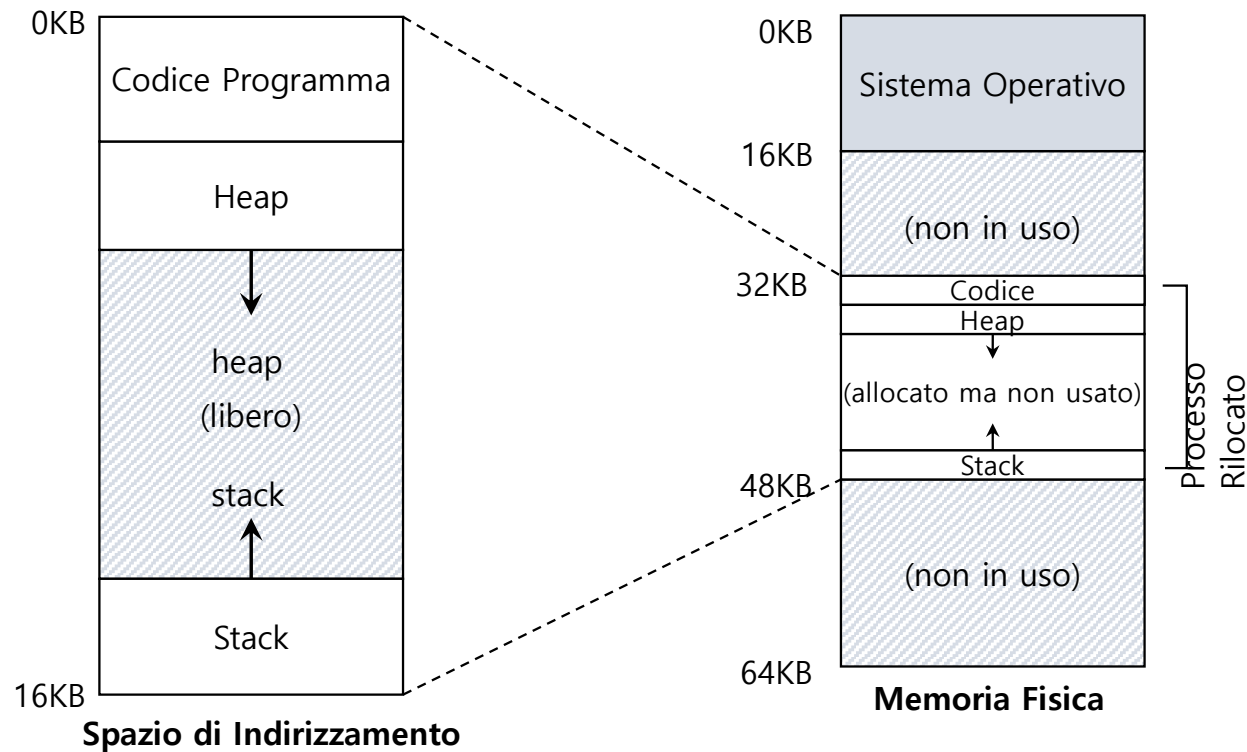 0KB
Codice Programma
Heap
heap
(libero)
stack
Stack
16KB
Spazio di Indirizzamento
0KB
Sistema Operativo
16KB
(non in uso)
32KB
Codice
Heap
(allocato ma non usato)
Stack
48KB
(non in uso)
64KB
Memoria Fisica
Processo
Rilocato